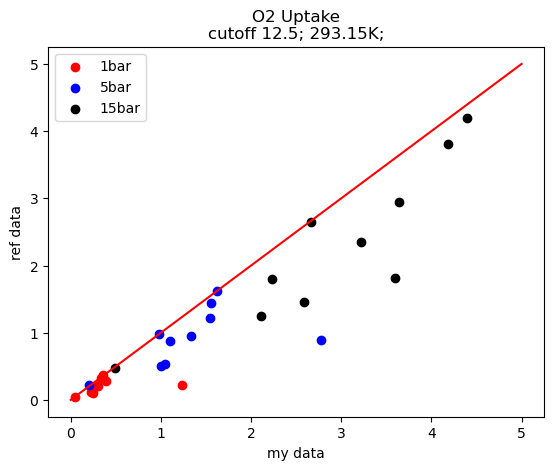 O2 Uptake
cutoff 12.5; 293.15K;
1bar
5bar
15bar
ref data
5
4
3
2
1
0
0 1 2 3 4 5
my data